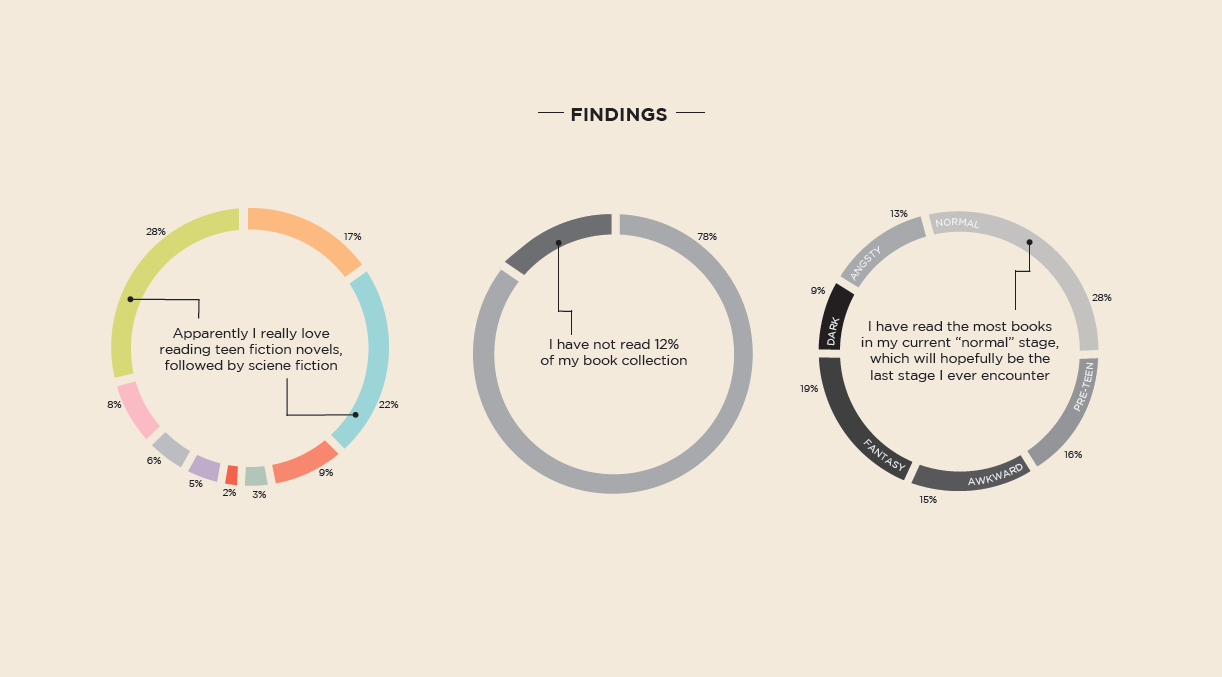 FINDINGS
28%
17%
22%
9%
3%
2%
5%
6%
8%
Apparently I really love
reading teen fiction novels,
followed by sciene fiction
78%
I have not read 12%
of my book collection
13%
28%
16%
15%
19%
9%
NORMAL
PRE-TEEN
AWKWARD
FANTASY
DARK
ANGSTY
I have read the most books
in my current “normal” stage,
which will hopefully be the
last stage I ever encounter